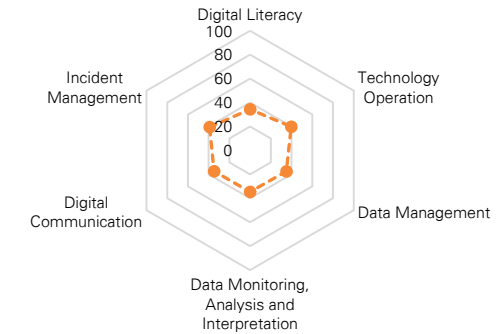 Digital Literacy
100
80
60
40
20
0
Technology
Operation
Data Management
Data Monitoring,
Analysis and
Interpretation
Digital
Communication
Incident
Management